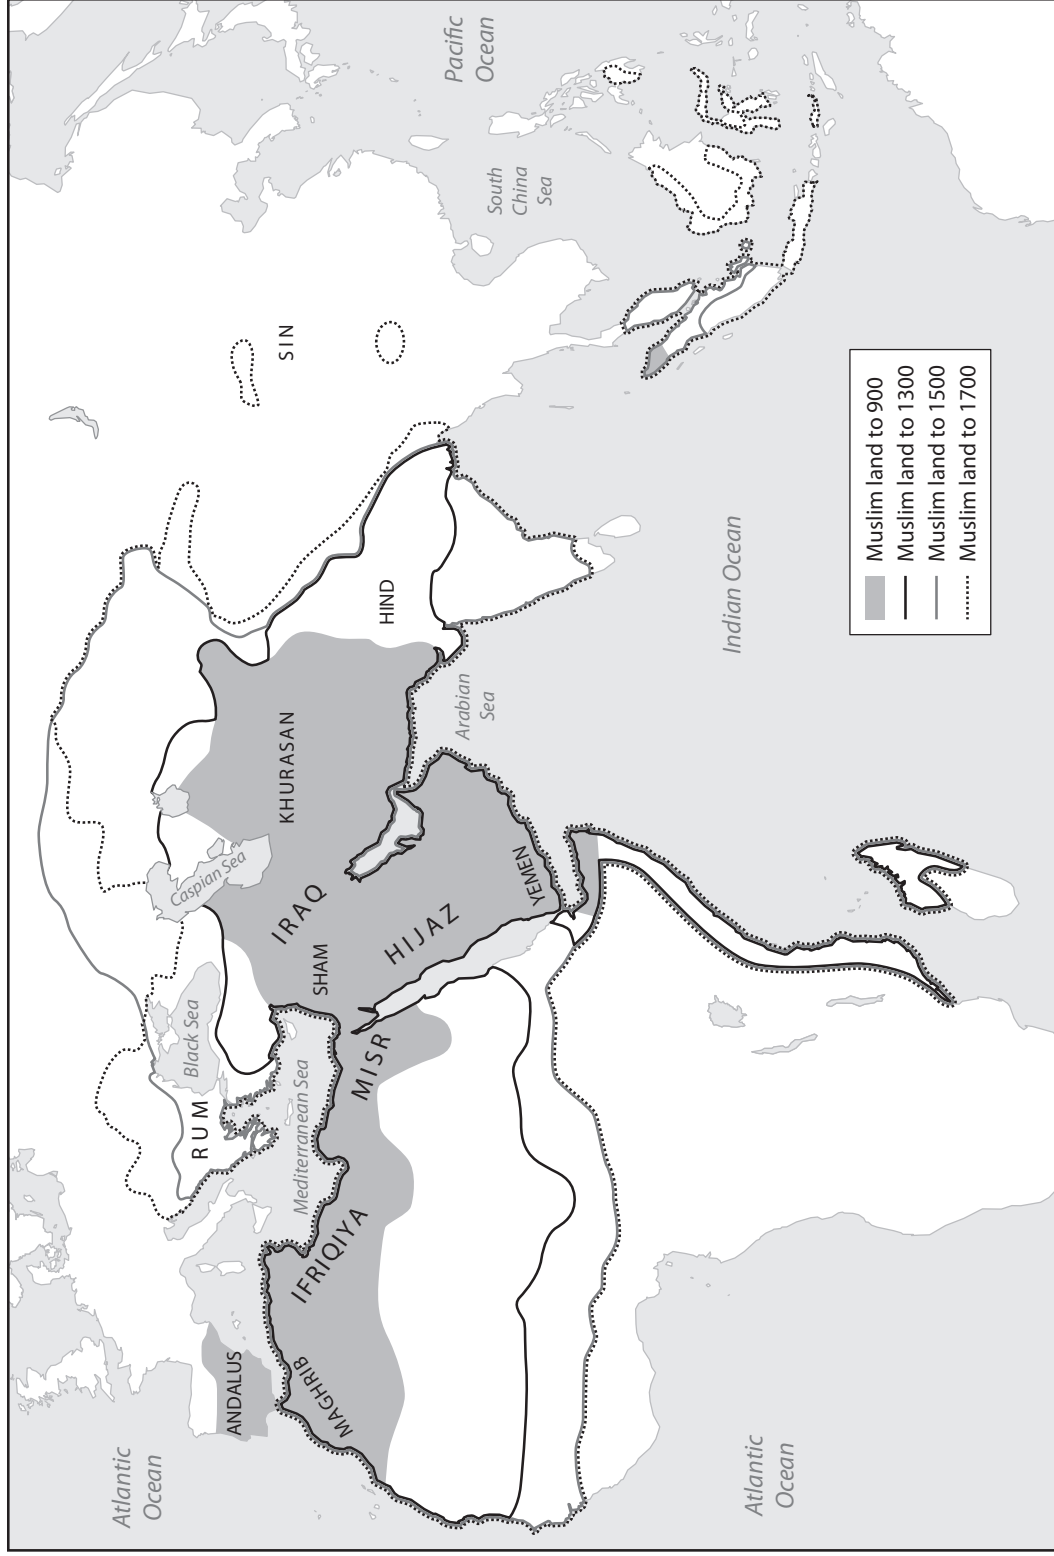 Atlantic
Ocean
ANDALUS
MAGHRIB
IFRIQIYA
Mediterranean Sea
RUM
Black Sea
MISR
SHAM
IRAQ
HIJAZ
YEMEN
Caspian Sea
KHURASAN
Arabian
Sea
HIND
SIN
South
China
Sea
Pacific
Ocean
Indian Ocean
Atlantic
Ocean
Muslim land to 900
Muslim land to 1300
Muslim land to 1500
Muslim land to 1700